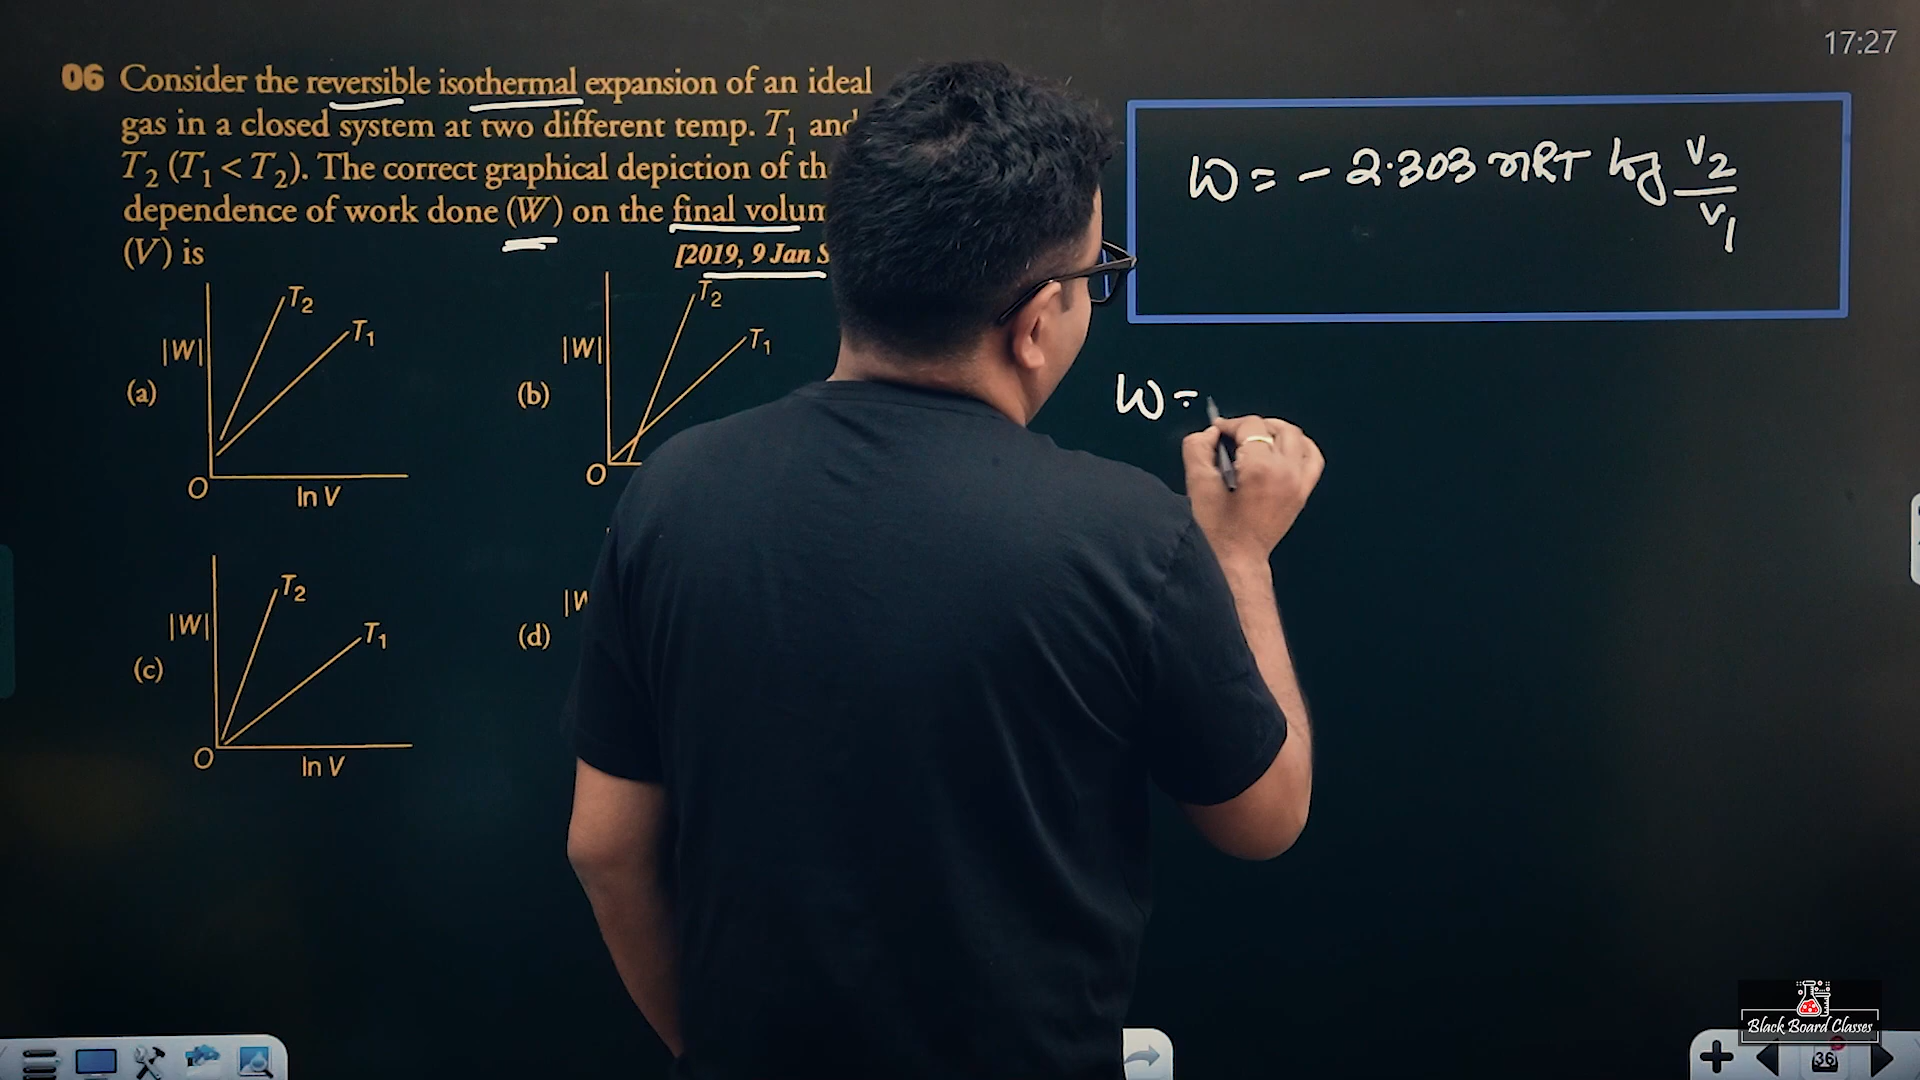 17:27
06 Consider the reversible isothermal expansion of an ideal
gas in a closed system at two different temp. T₁ and
T₂ (T₁ < T₂). The correct graphical depiction of
dependence of work done (W) on the final
(V) is
[2019, 9 Jan
(a)
|W|
T₂
T₁
O
ln V
(b)
|W|
T₂
T₁
O
(c)
|W|
T₂
T₁
O
ln V
(d)
W = - 2.303 nRT log V₂/V₁
W =
Black Board Classes
36